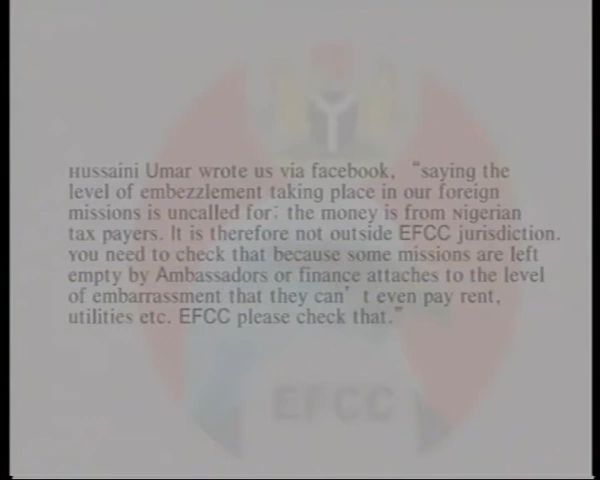 Hussaini Umar wrote us via facebook, "saying the
level of embezzlement taking place in our foreign
missions is uncalled for; the money is from Nigerian
tax payers. It is therefore not outside EFCC jurisdiction.
you need to check that because some missions are left
empty by Ambassadors or finance attaches to the level
of embarrassment that they can't even pay rent,
utilities etc. EFCC please check that."
EFCC